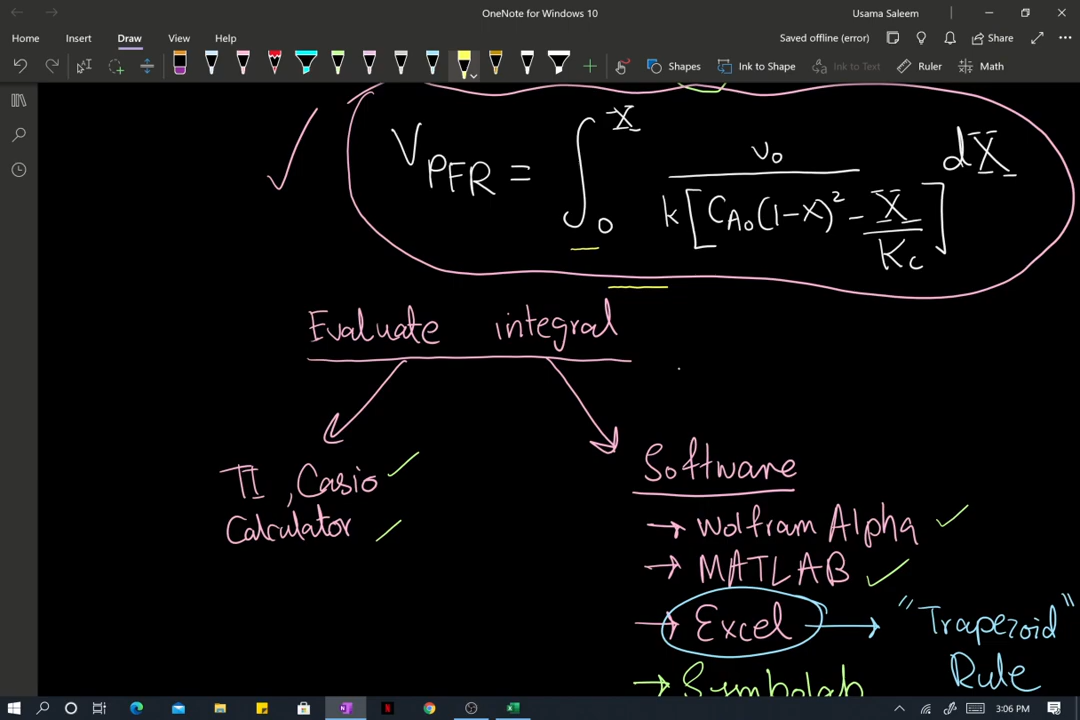 OneNote for Windows 10
Usama Saleem
Home Insert Draw View Help
Saved offline (error)
Share
Shapes
Ink to Shape
Ink to Text
Ruler
Math
V_PFR = ∫_0^X v₀ / k[C_A₀(1-X)² - X/K_C] dX
Evaluate integral
TI, Casio
Calculator
Software
→ Wolfram Alpha
→ MATLAB
→ Excel → "Trapezoid"
Rule
→ Symbolab
3:06 PM